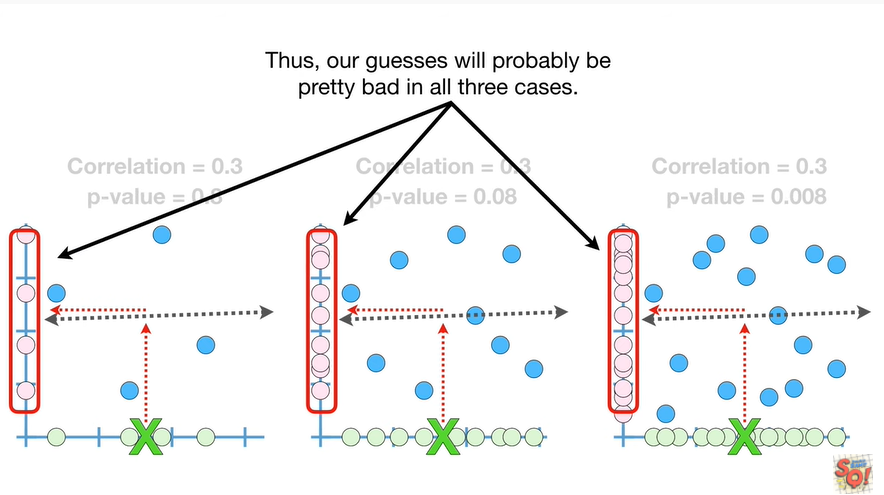 Thus, our guesses will probably be
pretty bad in all three cases.
Correlation = 0.3
p-value = 0.8
Correlation = 0.3
p-value = 0.08
Correlation = 0.3
p-value = 0.008
X
X
X
SQ!